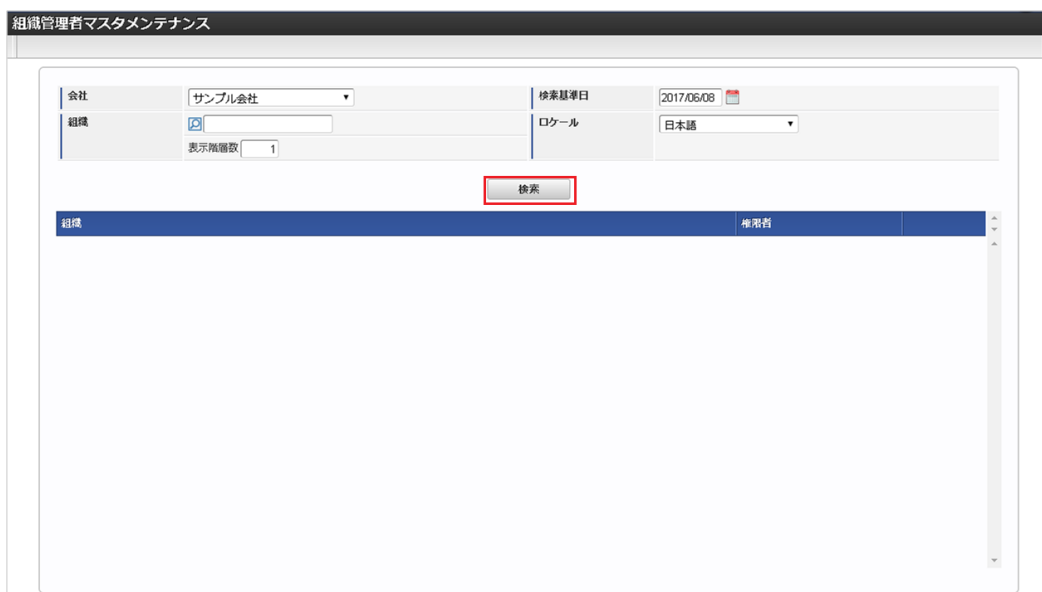 組織管理者マスタメンテナンス
会社 サンプル会社 検索基準日 2017/06/08
組織 ロケール 日本語
表示階層数 1
検索
組織 権限者